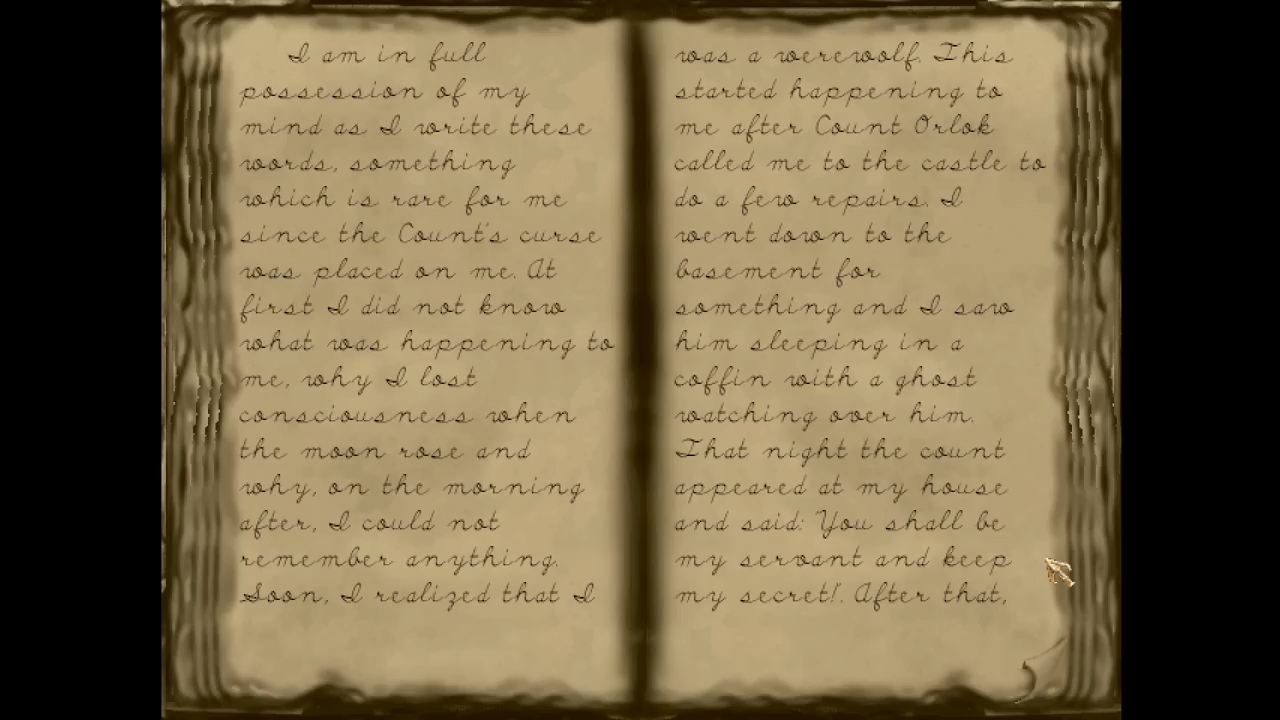 I am in full
possession of my
mind as I write these
words, something
which is rare for me
since the Count's curse
was placed on me. At
first I did not know
what was happening to
me, why I lost
consciousness when
the moon rose and
why, on the morning
after, I could not
remember anything.
Soon, I realized that I
was a werewolf. This
started happening to
me after Count Orlok
called me to the castle to
do a few repairs. I
went down to the
basement for
something and I saw
him sleeping in a
coffin with a ghost
watching over him.
That night the count
appeared at my house
and said: "You shall be
my servant and keep
my secret!". After that,